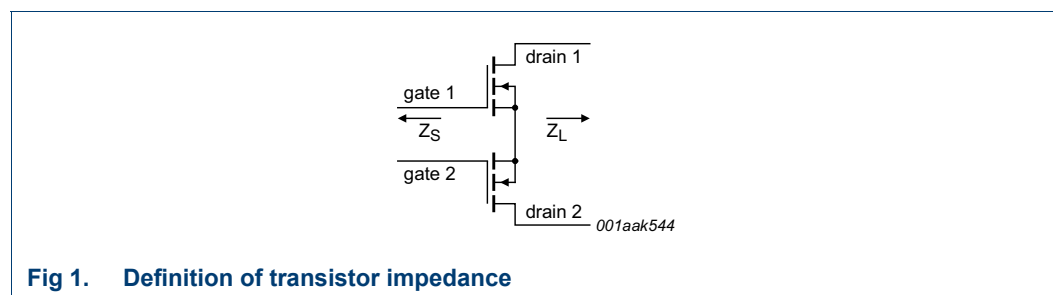 drain 1
gate 1
Z_S
Z_L
gate 2
drain 2
001aak544
Fig 1. Definition of transistor impedance